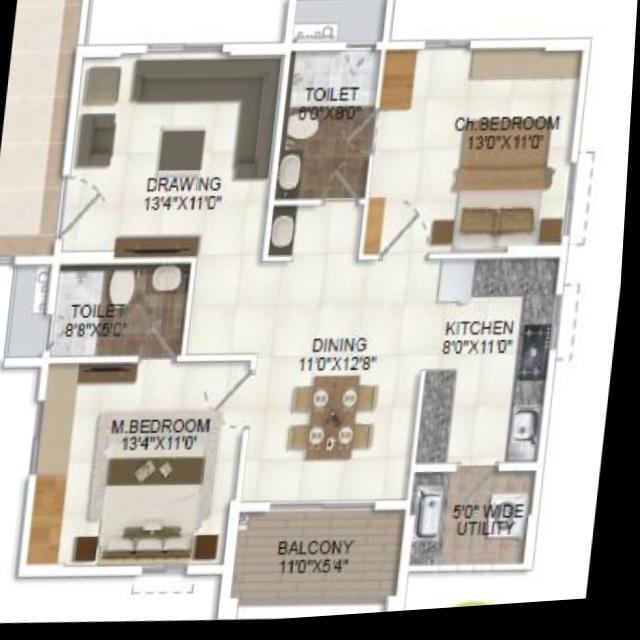 TOILET
6'0"X8'0"
Ch.BEDROOM
13'0"X11'0"
DRAWING
13'4"X11'0"
TOILET
8'8"X5'0"
DINING
11'0"X12'8"
KITCHEN
8'0"X11'0"
M.BEDROOM
13'4"X11'0'
5'0" WIDE
UTILITY
BALCONY
11'0"X5'4"